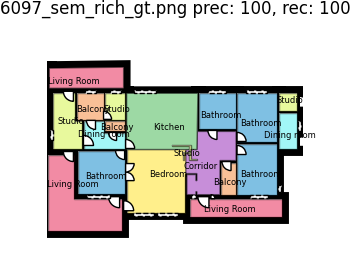 6097_sem_rich_gt.png prec: 100, rec: 100
Living Room
Balcony
Studio
Studio
Studio
Balcony
Kitchen
Bathroom
Bathroom
Dining room
Dining room
Studio
Corridor
Living Room
Bathroom
Bedroom
Balcony
Bathroom
Living Room